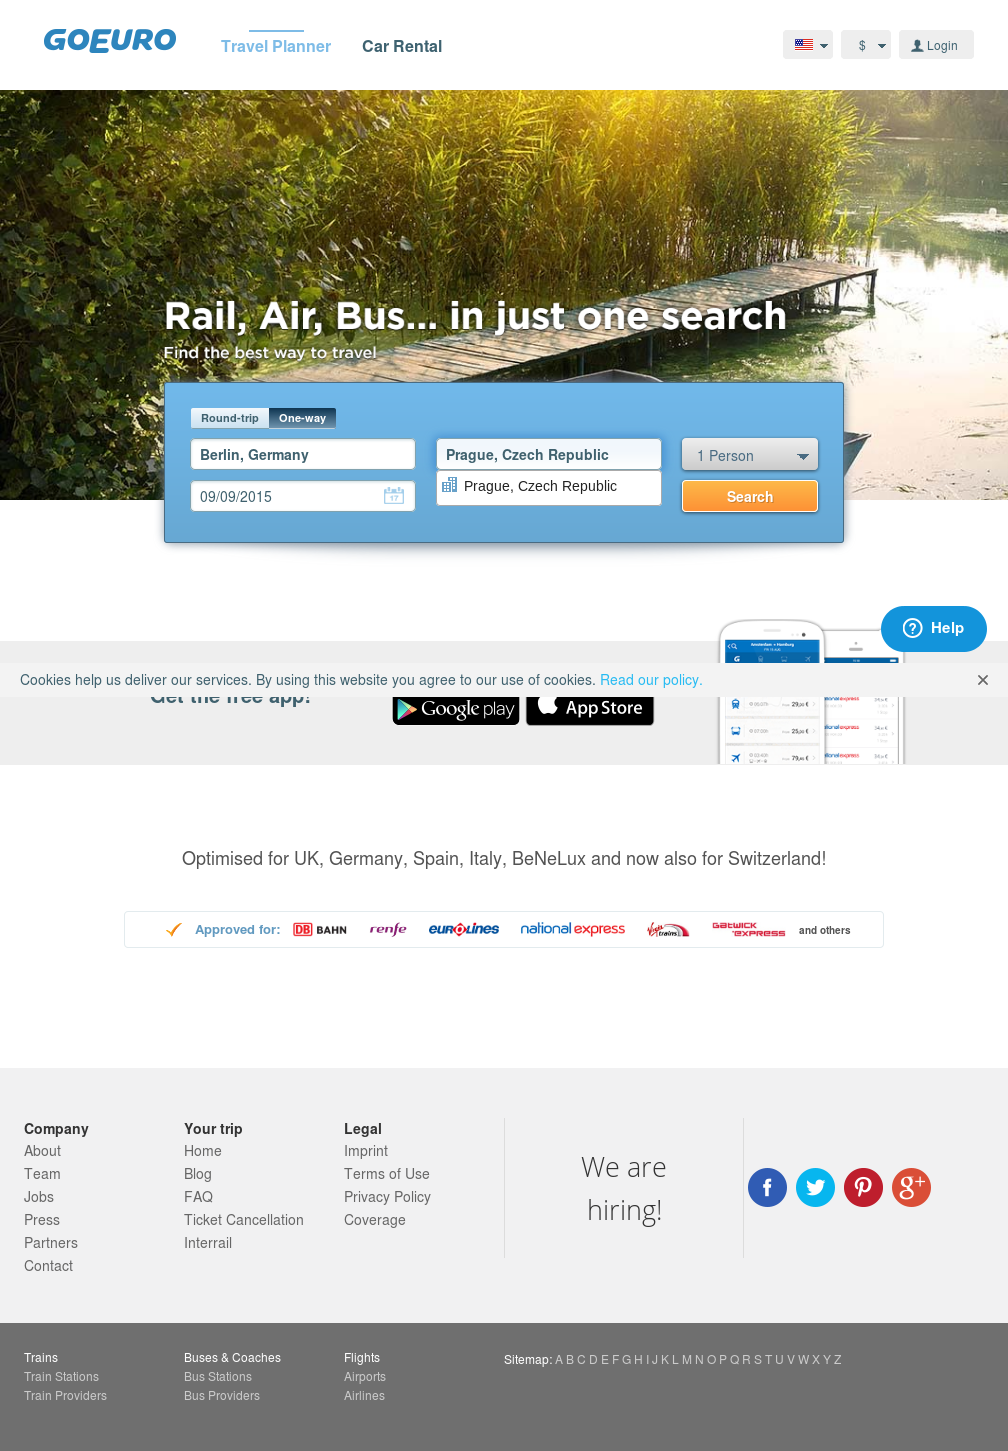 GOEURO
Travel Planner
Car Rental
$
Login
Rail, Air, Bus... in just one search
Find the best way to travel
Round-trip
One-way
Berlin, Germany
Prague, Czech Republic
1 Person
09/09/2015
17
Prague, Czech Republic
Search
Help
Cookies help us deliver our services. By using this website you agree to our use of cookies. Read our policy.
Get the free app!
Google play
App Store
national express
national express
Optimised for UK, Germany, Spain, Italy, BeNeLux and now also for Switzerland!
Approved for:
DB BAHN
renfe
EUROLINES
national express
Virgin trains
GATWICK EXPRESS
and others
Company
About
Team
Jobs
Press
Partners
Contact
Your trip
Home
Blog
FAQ
Ticket Cancellation
Interrail
Legal
Imprint
Terms of Use
Privacy Policy
Coverage
We are
hiring!
Trains
Train Stations
Train Providers
Buses & Coaches
Bus Stations
Bus Providers
Flights
Airports
Airlines
Sitemap: A B C D E F G H I J K L M N O P Q R S T U V W X Y Z